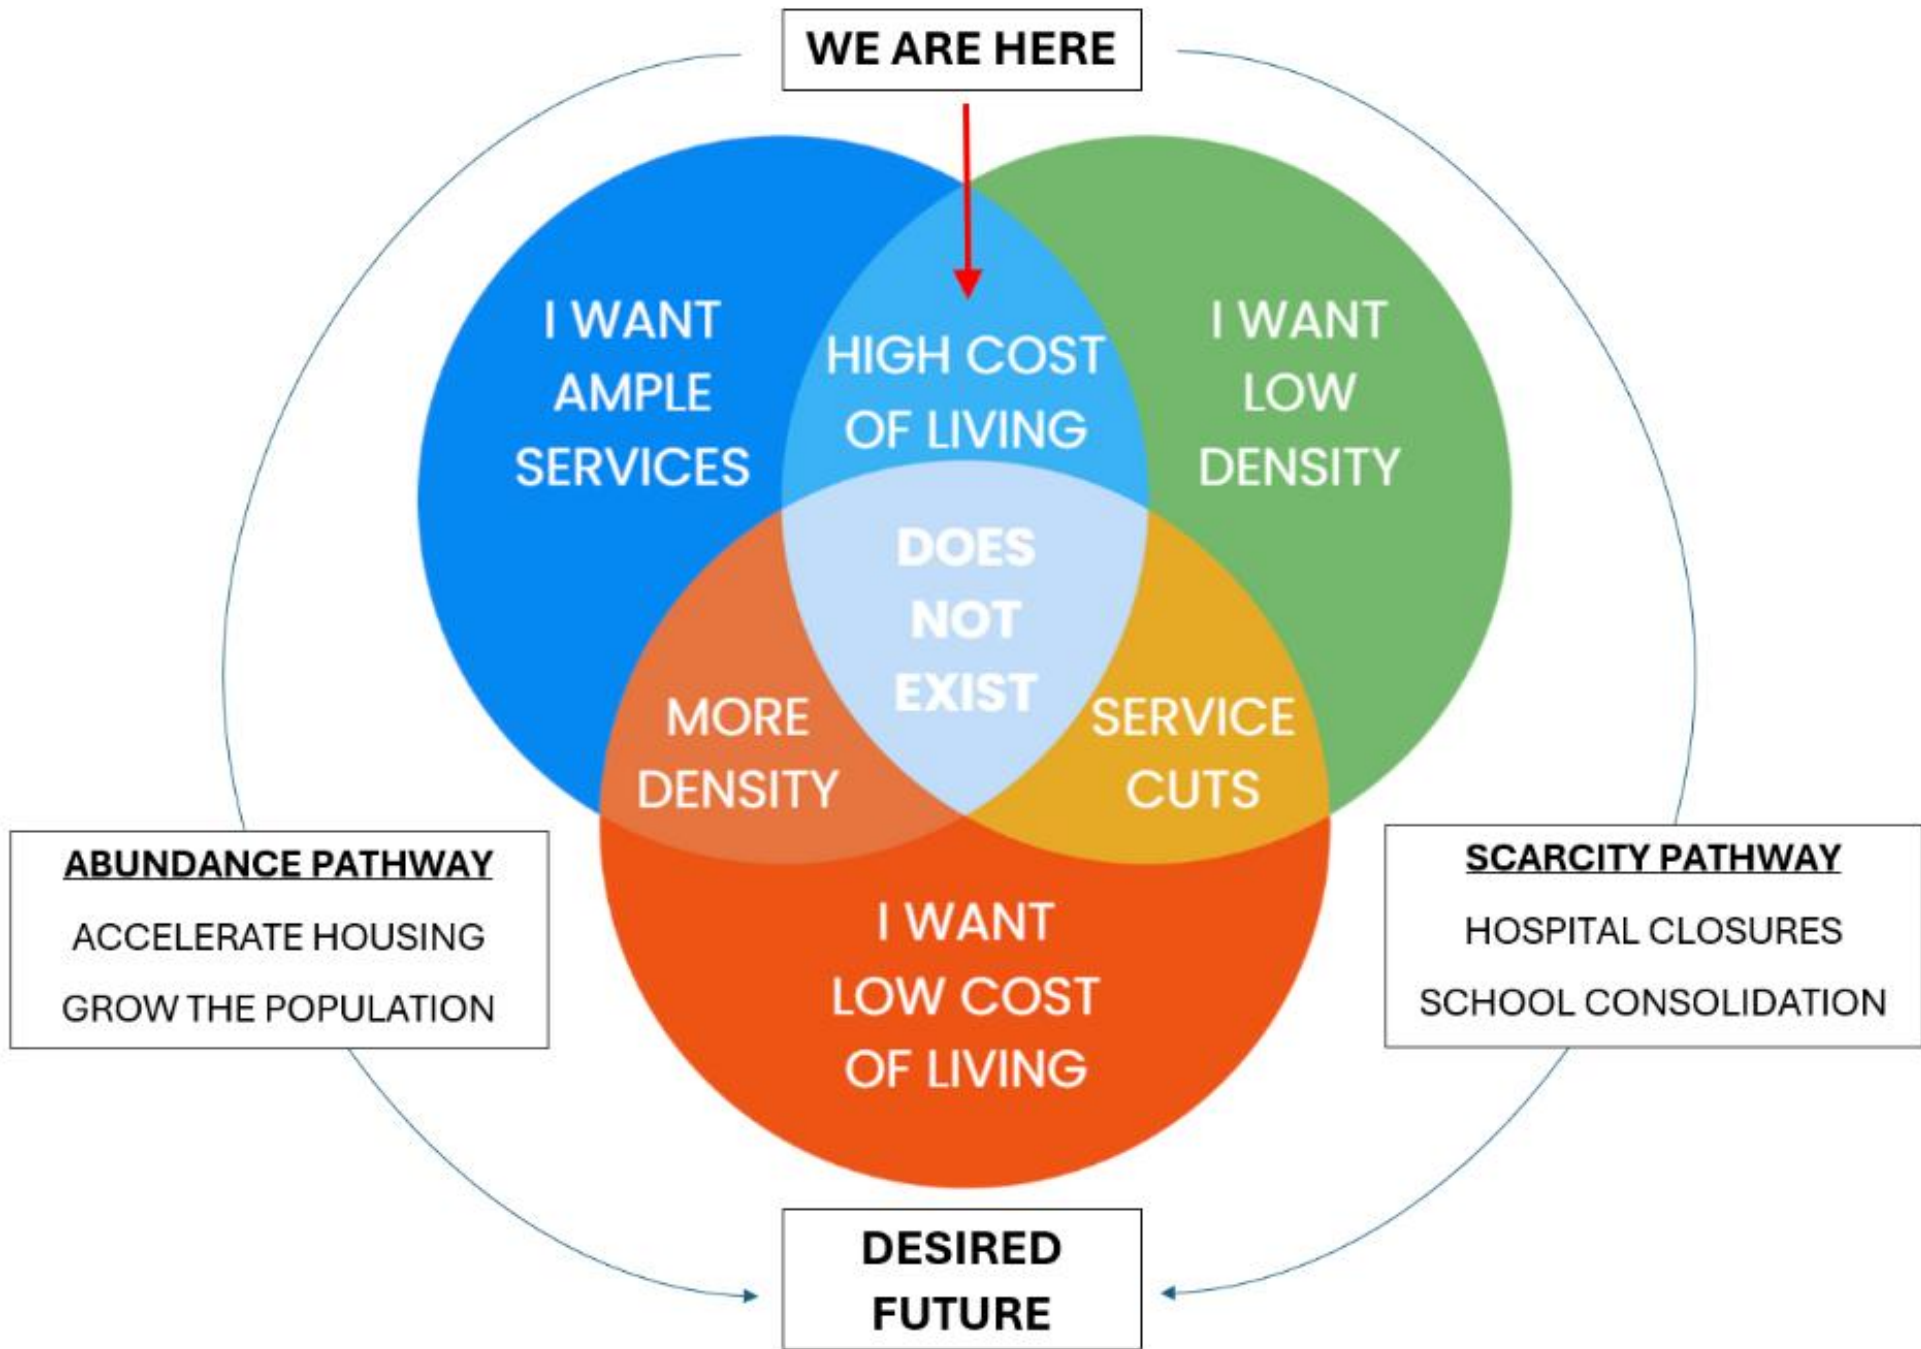 WE ARE HERE
I WANT
AMPLE
SERVICES
HIGH COST
OF LIVING
I WANT
LOW
DENSITY
DOES
NOT
EXIST
MORE
DENSITY
SERVICE
CUTS
I WANT
LOW COST
OF LIVING
ABUNDANCE PATHWAY
ACCELERATE HOUSING
GROW THE POPULATION
SCARCITY PATHWAY
HOSPITAL CLOSURES
SCHOOL CONSOLIDATION
DESIRED
FUTURE